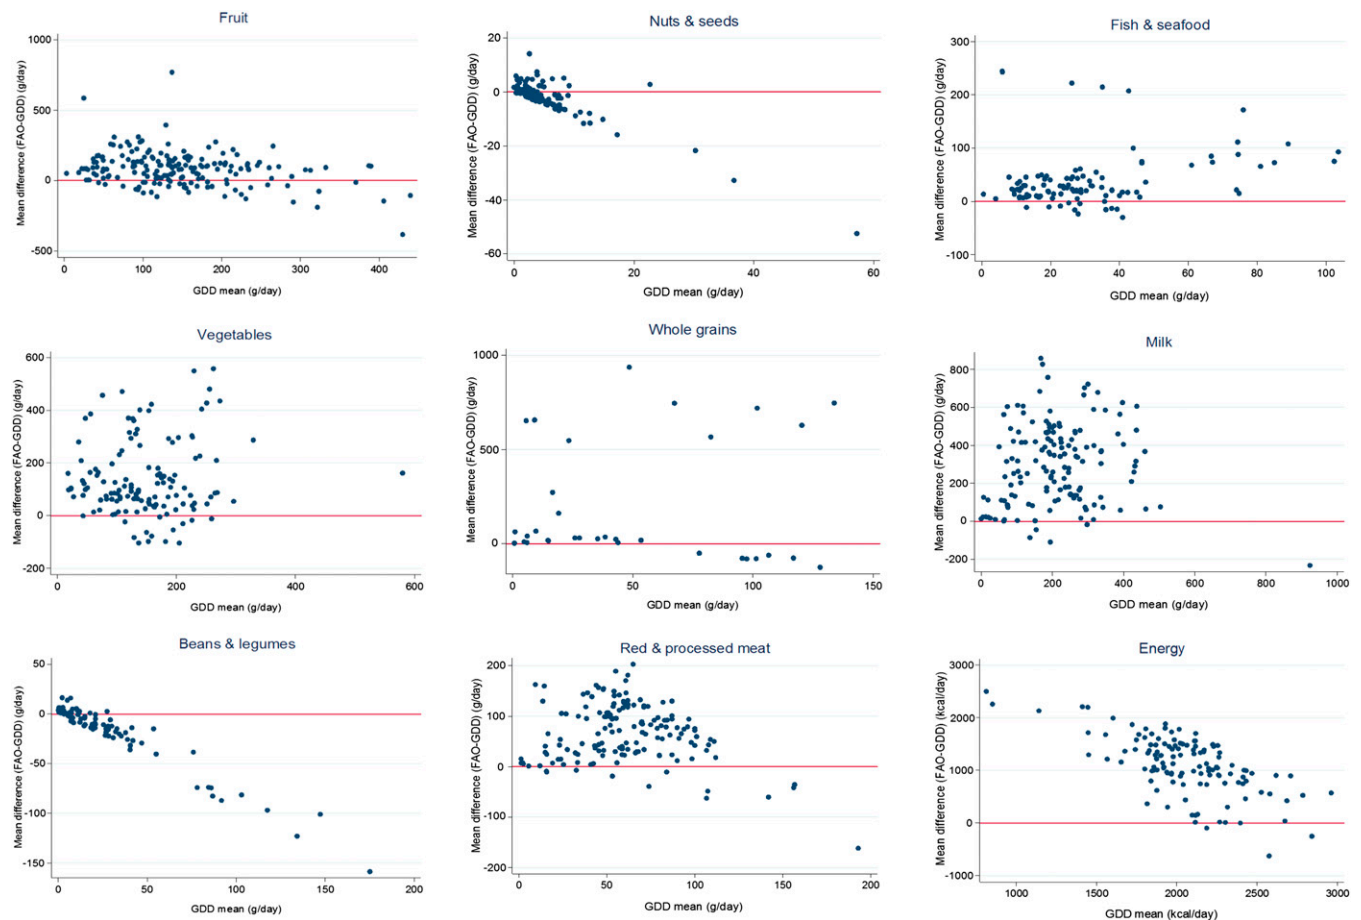 Fruit
Mean difference (FAO-GDD) (g/day)
1000
500
0
-500
0 100 200 300 400
GDD mean (g/day)
Nuts & seeds
Mean difference (FAO-GDD) (g/day)
20
0
-20
-40
-60
0 20 40 60
GDD mean (g/day)
Fish & seafood
Mean difference (FAO-GDD) (g/day)
300
200
100
0
-100
0 20 40 60 80 100
GDD mean (g/day)
Vegetables
Mean difference (FAO-GDD) (g/day)
600
400
200
0
-200
0 200 400 600
GDD mean (g/day)
Whole grains
Mean difference (FAO-GDD) (g/day)
1000
500
0
0 50 100 150
GDD mean (g/day)
Milk
Mean difference (FAO-GDD) (g/day)
800
600
400
200
0
-200
0 200 400 600 800 1000
GDD mean (g/day)
Beans & legumes
Mean difference (FAO-GDD) (g/day)
50
0
-50
-100
-150
0 50 100 150 200
GDD mean (g/day)
Red & processed meat
Mean difference (FAO-GDD) (g/day)
200
100
0
-100
-200
0 50 100 150 200
GDD mean (g/day)
Energy
Mean difference (FAO-GDD) (kcal/day)
3000
2000
1000
0
-1000
1000 1500 2000 2500 3000
GDD mean (kcal/day)